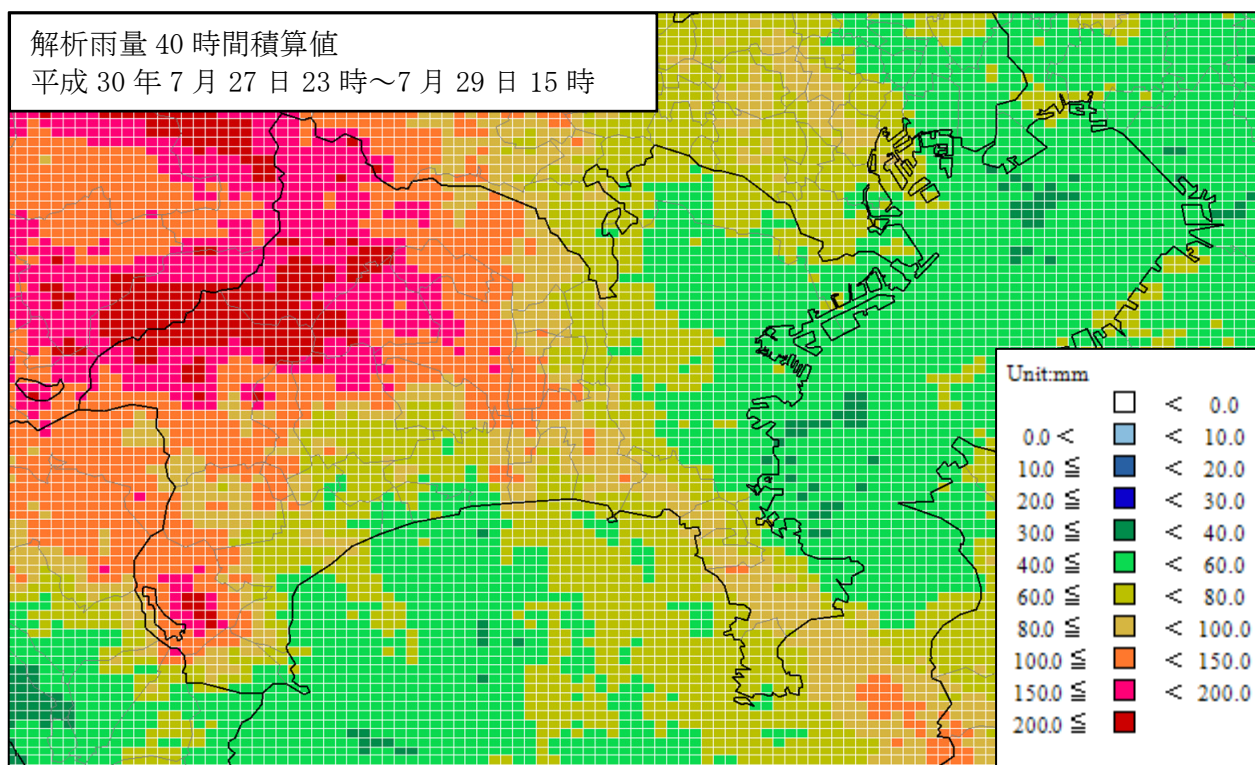 解析雨量 40 時間積算値
平成 30 年 7 月 27 日 23 時～7 月 29 日 15 時
Unit:mm
< 0.0
0.0 < < 10.0
10.0 ≦ < 20.0
20.0 ≦ < 30.0
30.0 ≦ < 40.0
40.0 ≦ < 60.0
60.0 ≦ < 80.0
80.0 ≦ < 100.0
100.0 ≦ < 150.0
150.0 ≦ < 200.0
200.0 ≦